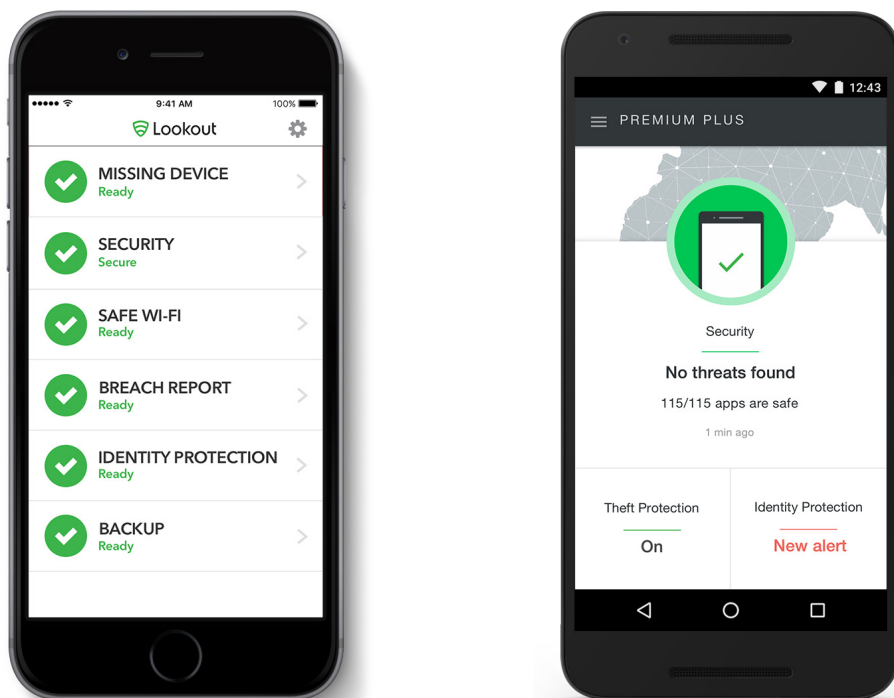 9:41 AM
100%
Lookout
MISSING DEVICE
Ready
SECURITY
Secure
SAFE WI-FI
Ready
BREACH REPORT
Ready
IDENTITY PROTECTION
Ready
BACKUP
Ready
12:43
PREMIUM PLUS
Security
No threats found
115/115 apps are safe
1 min ago
Theft Protection
On
Identity Protection
New alert